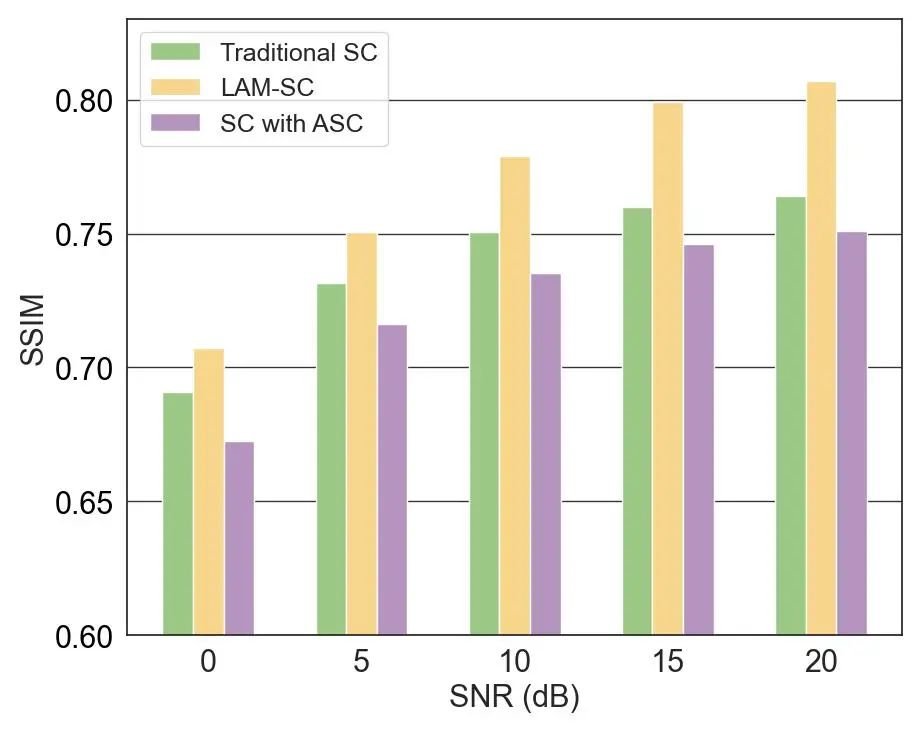 Traditional SC
LAM-SC
SC with ASC
0.80
0.75
0.70
0.65
0.60
SSIM
0 5 10 15 20
SNR (dB)